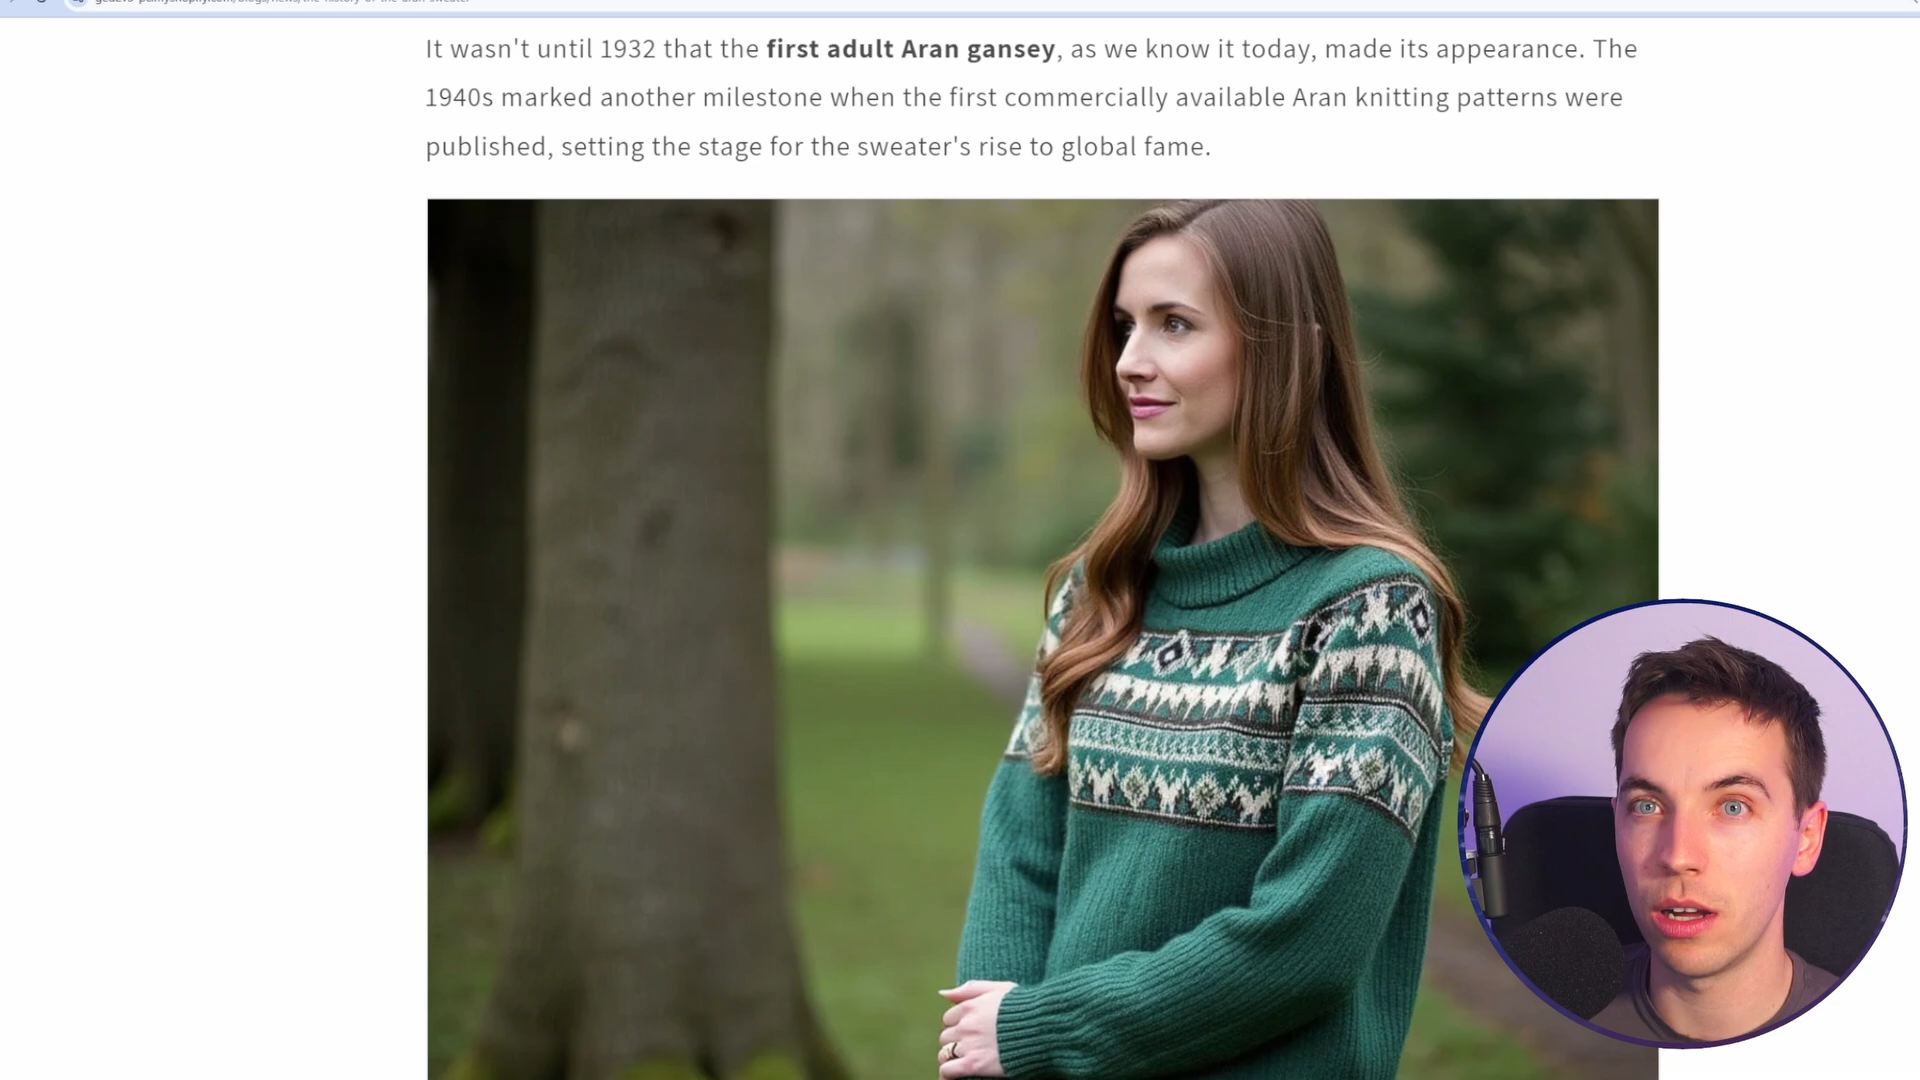 It wasn't until 1932 that the first adult Aran gansey, as we know it today, made its appearance. The
1940s marked another milestone when the first commercially available Aran knitting patterns were
published, setting the stage for the sweater's rise to global fame.